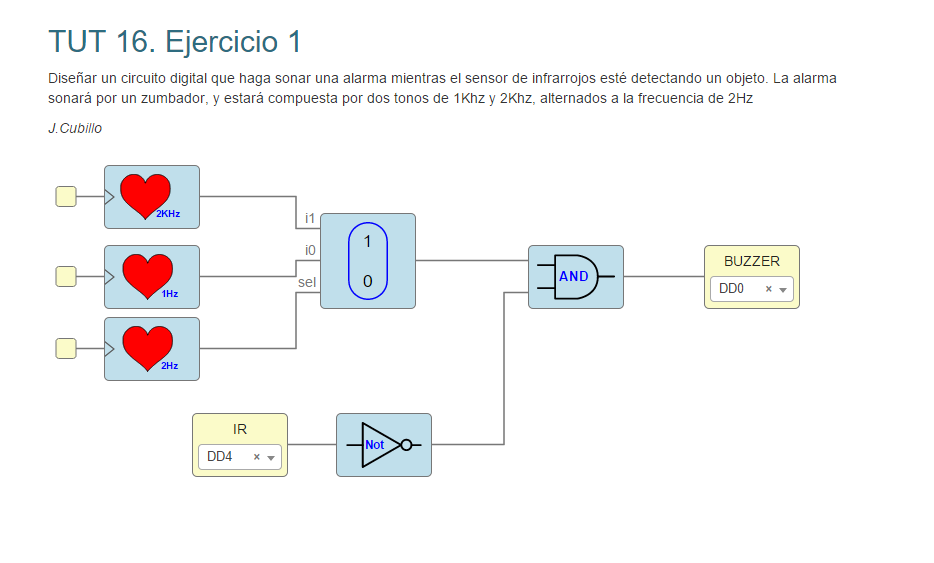 TUT 16. Ejercicio 1
Diseñar un circuito digital que haga sonar una alarma mientras el sensor de infrarrojos esté detectando un objeto. La alarma
sonará por un zumbador, y estará compuesta por dos tonos de 1Khz y 2Khz, alternados a la frecuencia de 2Hz
J.Cubillo
2KHz
i1
1
i0
1Hz
sel
0
2Hz
AND
BUZZER
DD0 ×
IR
DD4 ×
Not